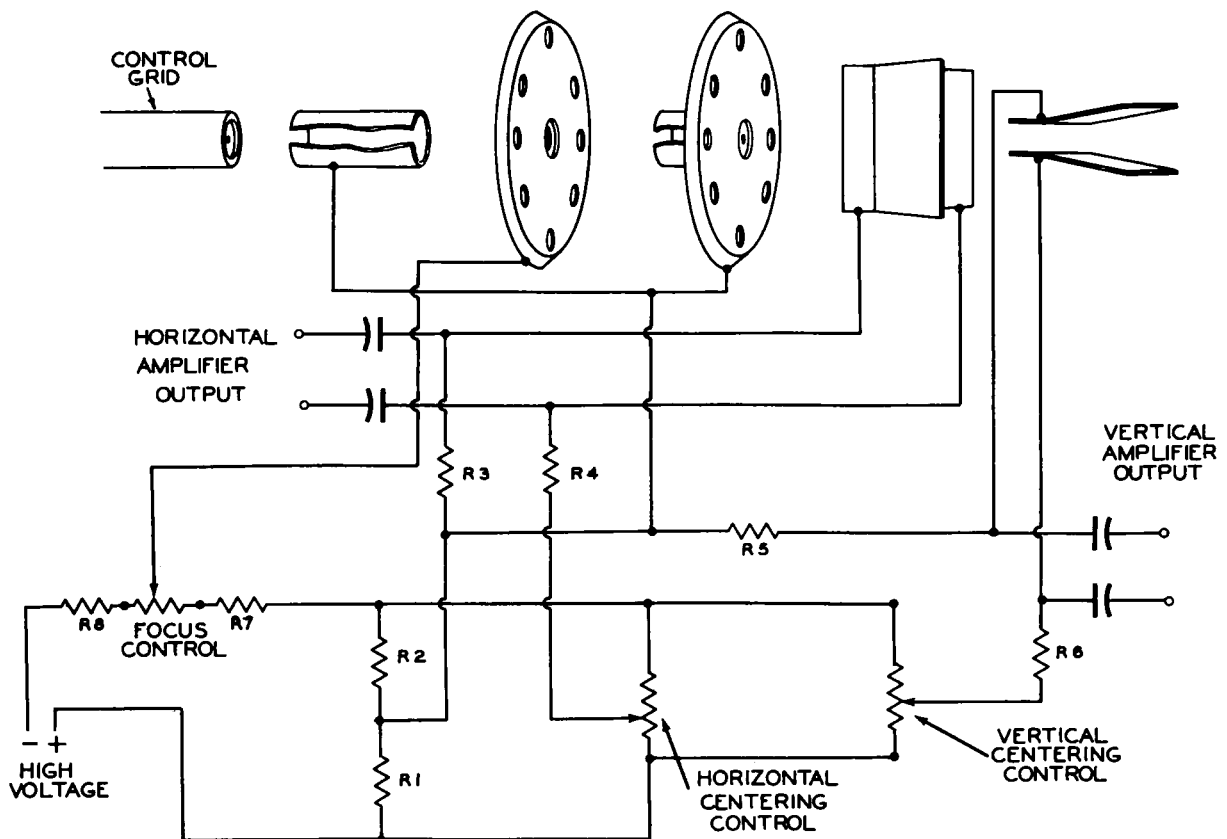 CONTROL
GRID
HORIZONTAL
AMPLIFIER
OUTPUT
VERTICAL
AMPLIFIER
OUTPUT
R3
R4
R5
R8
FOCUS
CONTROL
R7
R2
R6
- +
HIGH
VOLTAGE
R1
HORIZONTAL
CENTERING
CONTROL
VERTICAL
CENTERING
CONTROL